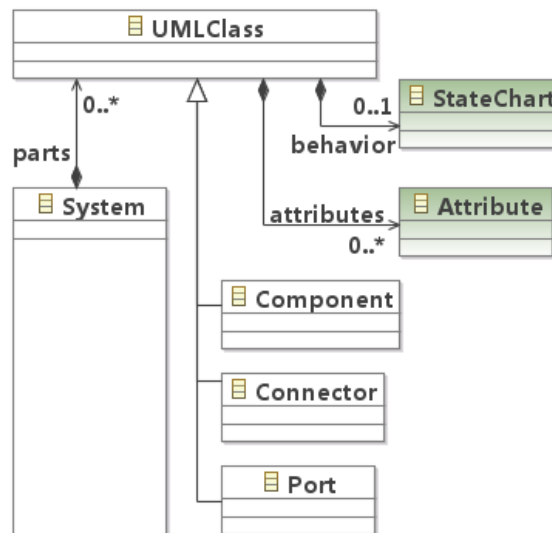 UMLClass
0..*
0..1
StateChart
behavior
parts
System
attributes
Attribute
0..*
Component
Connector
Port